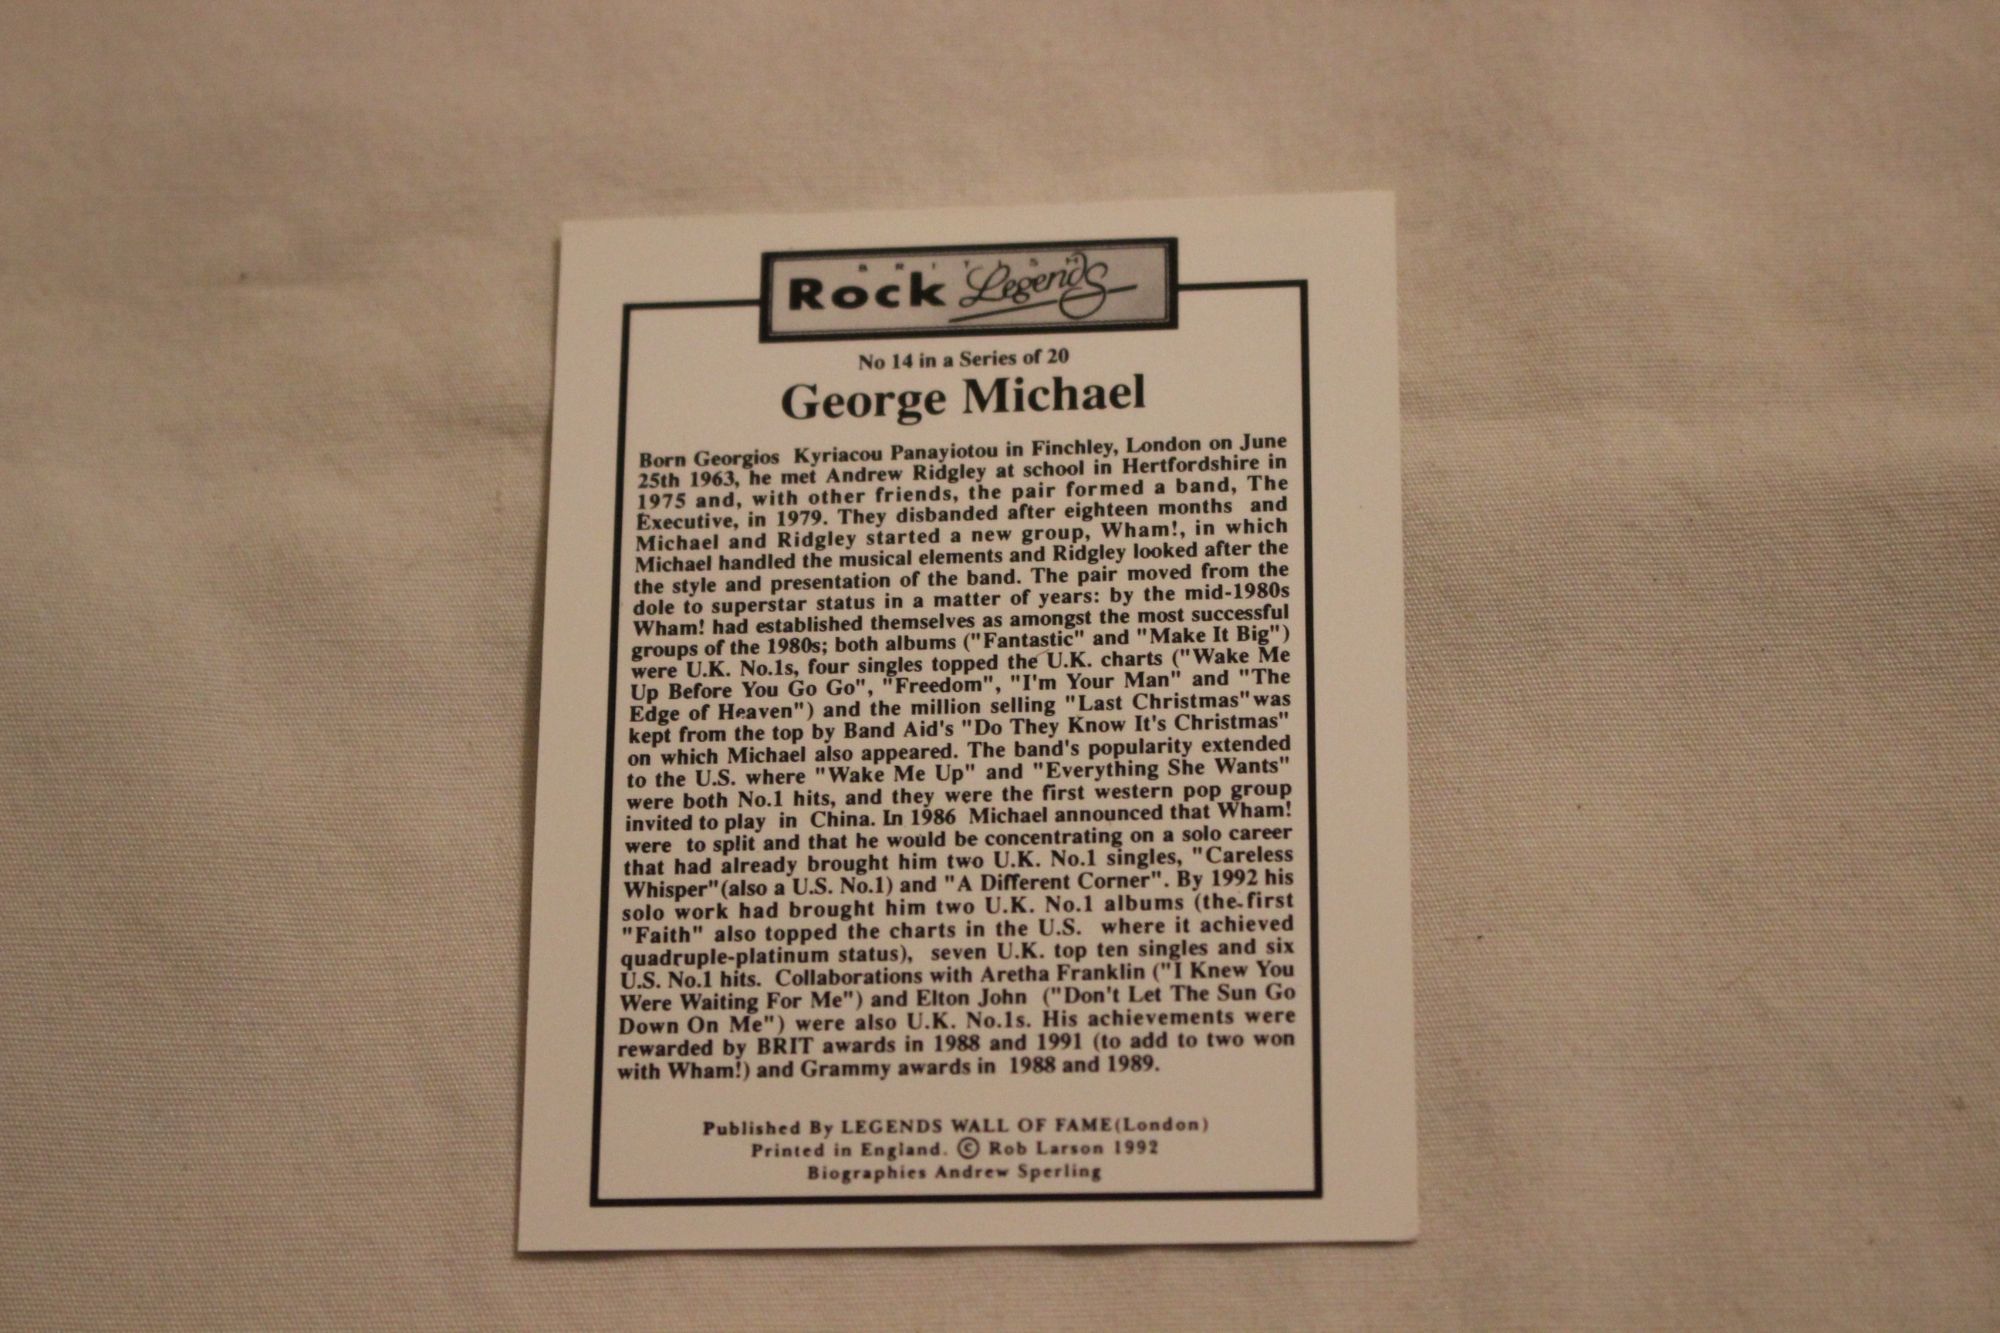 BRITISH
Rock Legends
No 14 in a Series of 20
George Michael
Born Georgios Kyriacou Panayiotou in Finchley, London on June
25th 1963, he met Andrew Ridgley at school in Hertfordshire in
1975 and, with other friends, the pair formed a band, The
Executive, in 1979. They disbanded after eighteen months and
Michael and Ridgley started a new group, Wham!, in which
Michael handled the musical elements and Ridgley looked after the
the style and presentation of the band. The pair moved from the
dole to superstar status in a matter of years: by the mid-1980s
Wham! had established themselves as amongst the most successful
groups of the 1980s; both albums ("Fantastic" and "Make It Big")
were U.K. No.1s, four singles topped the U.K. charts ("Wake Me
Up Before You Go Go", "Freedom", "I'm Your Man" and "The
Edge of Heaven") and the million selling "Last Christmas"was
kept from the top by Band Aid's "Do They Know It's Christmas"
on which Michael also appeared. The band's popularity extended
to the U.S. where "Wake Me Up" and "Everything She Wants"
were both No.1 hits, and they were the first western pop group
invited to play in China. In 1986 Michael announced that Wham!
were to split and that he would be concentrating on a solo career
that had already brought him two U.K. No.1 singles, "Careless
Whisper"(also a U.S. No.1) and "A Different Corner". By 1992 his
solo work had brought him two U.K. No.1 albums (the first
"Faith" also topped the charts in the U.S. where it achieved
quadruple-platinum status), seven U.K. top ten singles and six
U.S. No.1 hits. Collaborations with Aretha Franklin ("I Knew You
Were Waiting For Me") and Elton John ("Don't Let The Sun Go
Down On Me") were also U.K. No.1s. His achievements were
rewarded by BRIT awards in 1988 and 1991 (to add to two won
with Wham!) and Grammy awards in 1988 and 1989.
Published By LEGENDS WALL OF FAME(London)
Printed in England. © Rob Larson 1992
Biographies Andrew Sperling